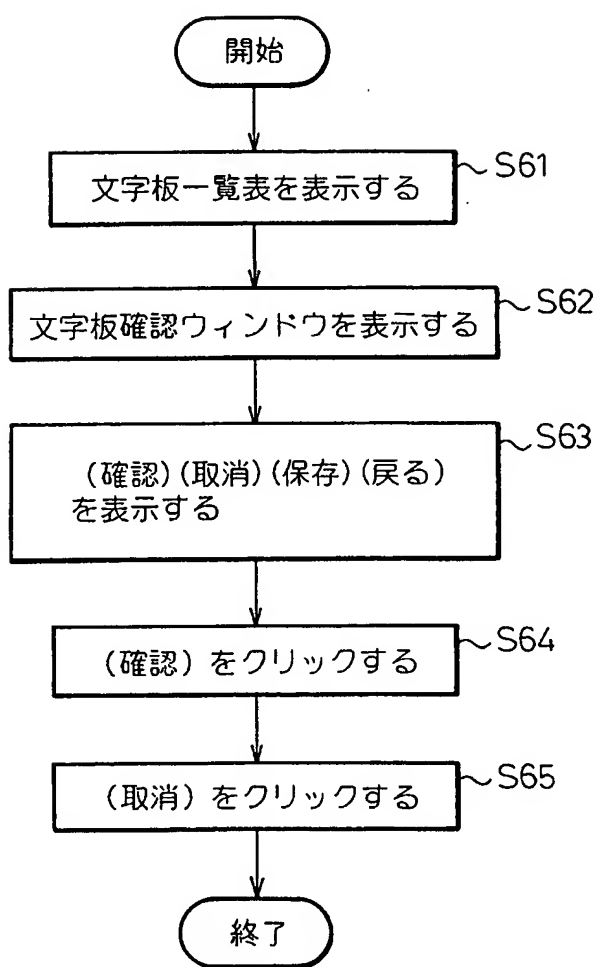 開始
文字板一覧表を表示する
S61
文字板確認ウィンドウを表示する
S62
(確認)(取消)(保存)(戻る)
を表示する
S63
(確認)をクリックする
S64
(取消)をクリックする
S65
終了